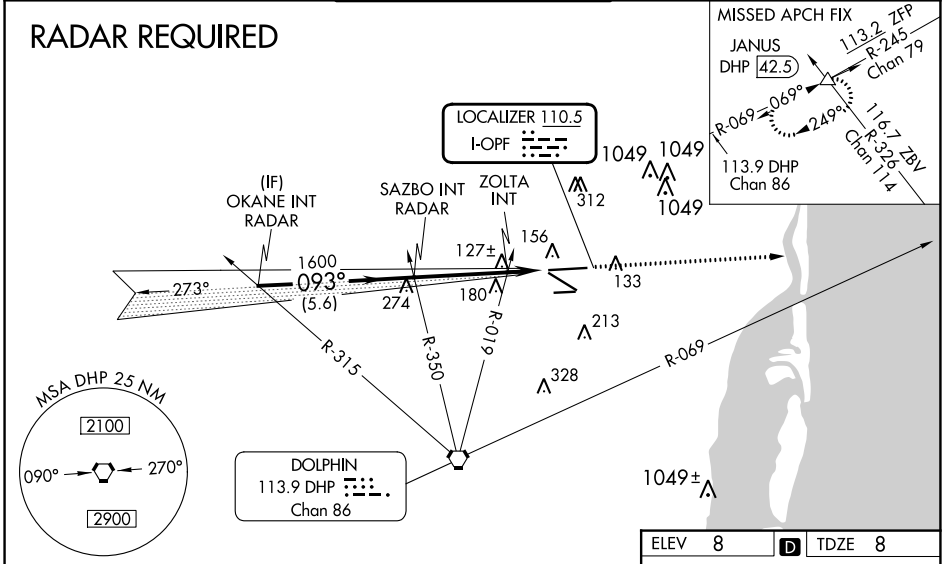 RADAR REQUIRED
MISSED APCH FIX
JANUS
DHP 42.5
113.2 ZFP
R-245
Chan 79
R-069
069°
249°
116.7 ZBV
R-326
Chan 114
113.9 DHP
Chan 86
LOCALIZER 110.5
I-OPF
1049
1049
1049
312
(IF)
OKANE INT
RADAR
SAZBO INT
RADAR
ZOLTA
INT
156
127±
1600
093°
(5.6)
273°
274
180
133
213
328
R-315
R-350
R-019
R-069
MSA DHP 25 NM
2100
090°
270°
2900
DOLPHIN
113.9 DHP
Chan 86
1049±
ELEV 8 D TDZE 8